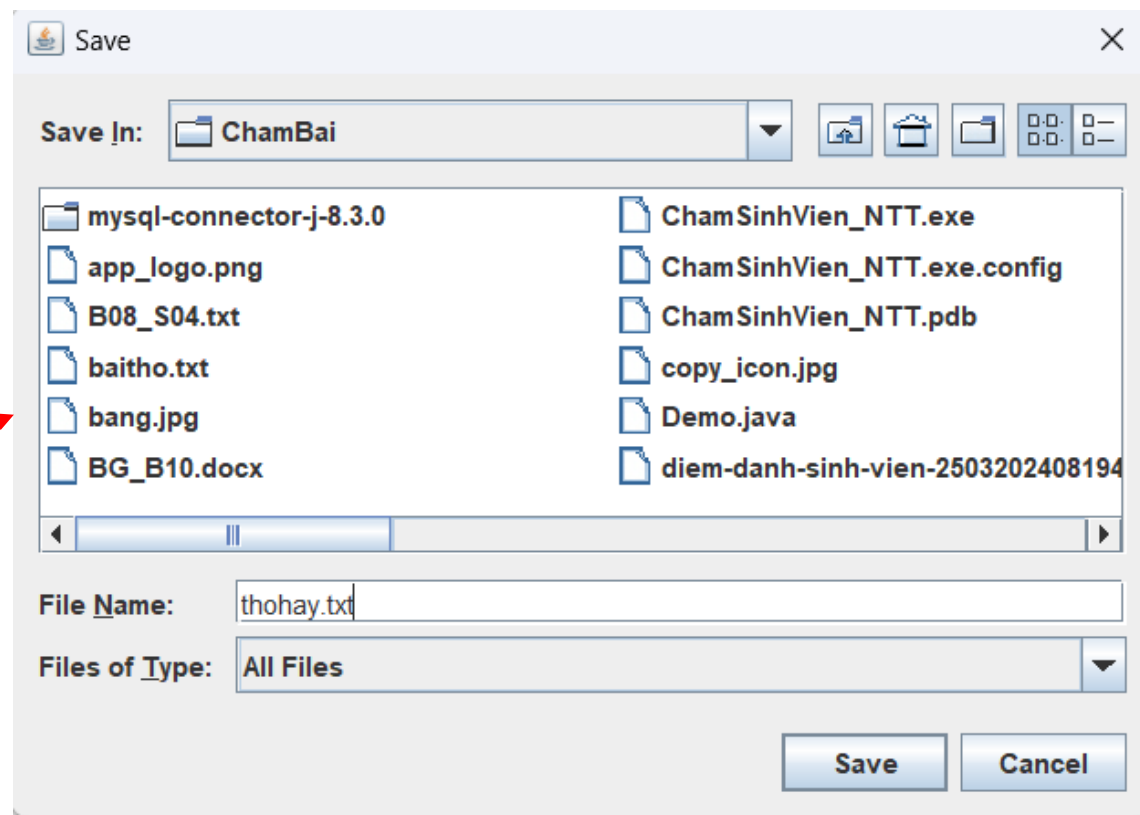 Save
Save In: ChamBai
mysql-connector-j-8.3.0
app_logo.png
B08_S04.txt
baitho.txt
bang.jpg
BG_B10.docx
ChamSinhVien_NTT.exe
ChamSinhVien_NTT.exe.config
ChamSinhVien_NTT.pdb
copy_icon.jpg
Demo.java
diem-danh-sinh-vien-2503202408194
File Name: thohay.txt
Files of Type: All Files
Save Cancel